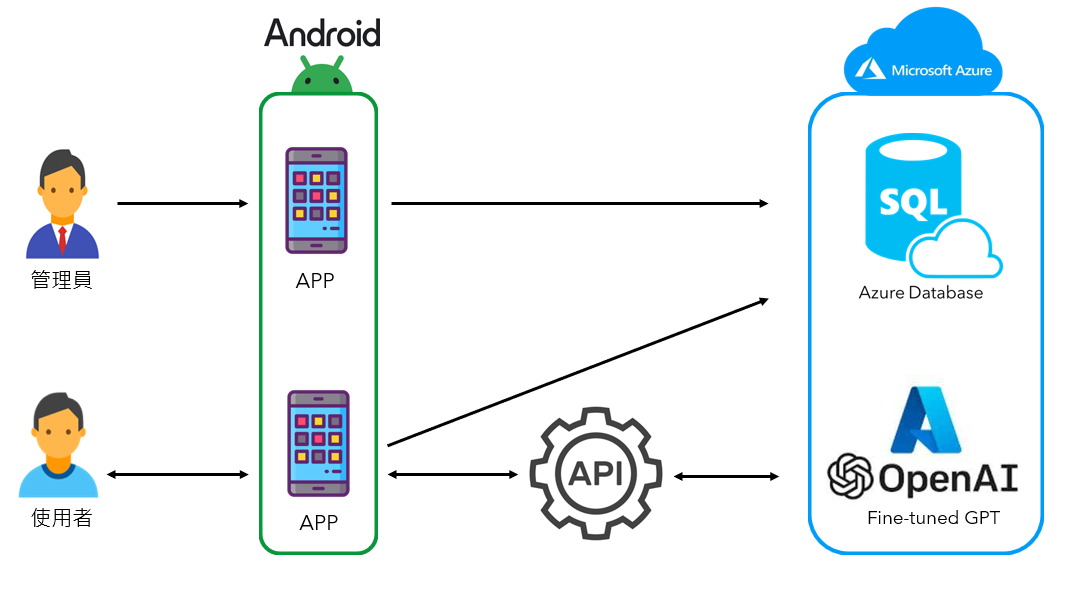 Android
Microsoft Azure
管理員
APP
SQL
Azure Database
使用者
APP
API
OpenAI
Fine-tuned GPT